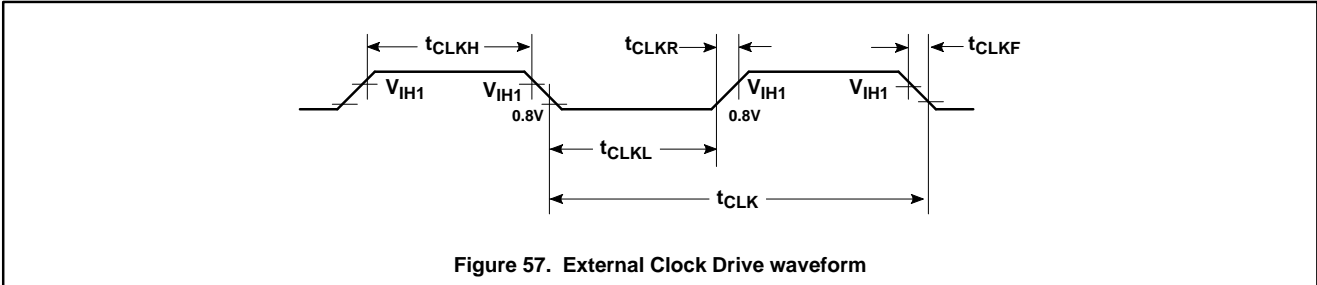 tCLKH
tCLKR
tCLKF
VIH1
VIH1
VIH1
VIH1
0.8V
0.8V
tCLKL
tCLK
Figure 57. External Clock Drive waveform